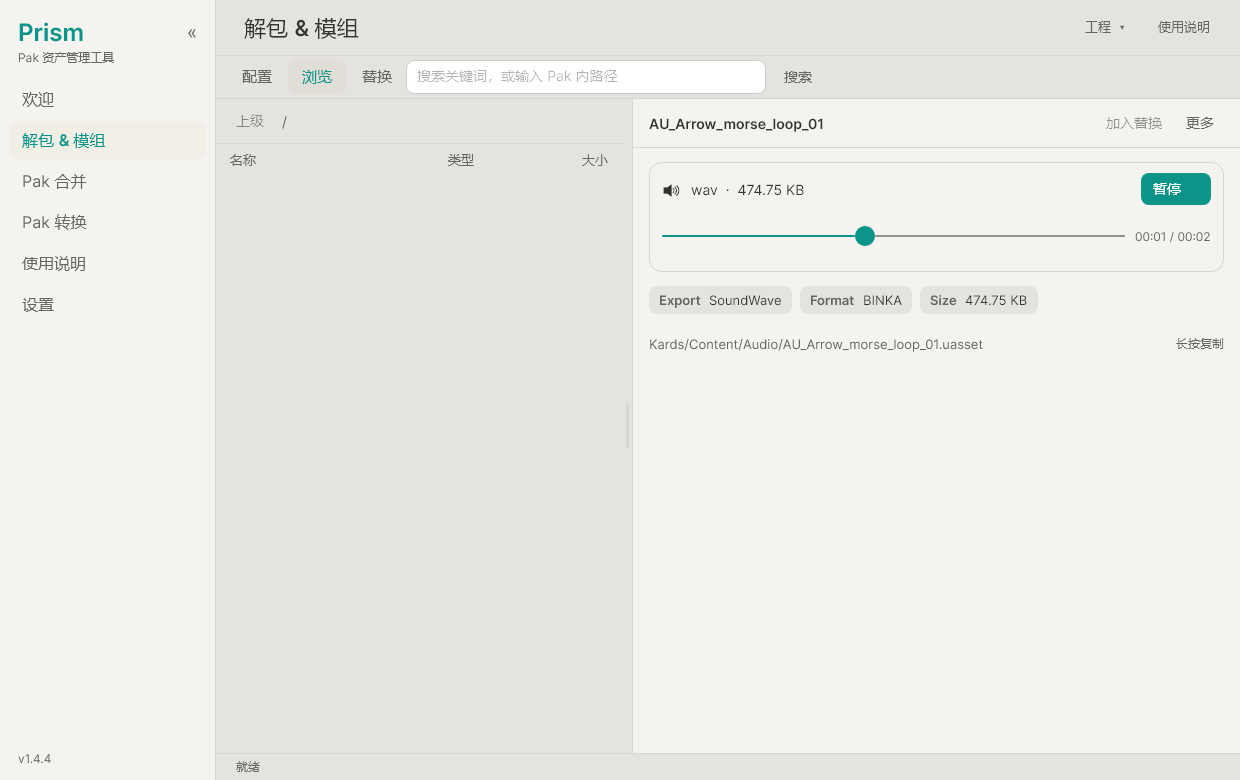 Prism
«
Pak 资产管理工具
欢迎
解包 & 模组
Pak 合并
Pak 转换
使用说明
设置
v1.4.4
解包 & 模组
工程 ▾
使用说明
配置 浏览 替换 搜索关键词，或输入 Pak 内路径 搜索
上级 /
名称 类型 大小
AU_Arrow_morse_loop_01 加入替换 更多
wav · 474.75 KB 暂停
00:01 / 00:02
Export SoundWave Format BINKA Size 474.75 KB
Kards/Content/Audio/AU_Arrow_morse_loop_01.uasset 长按复制
就绪